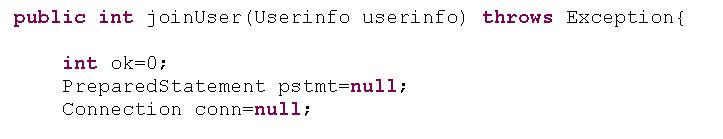 public int joinUser(Userinfo userinfo) throws Exception{
int ok=0;
PreparedStatement pstmt=null;
Connection conn=null;